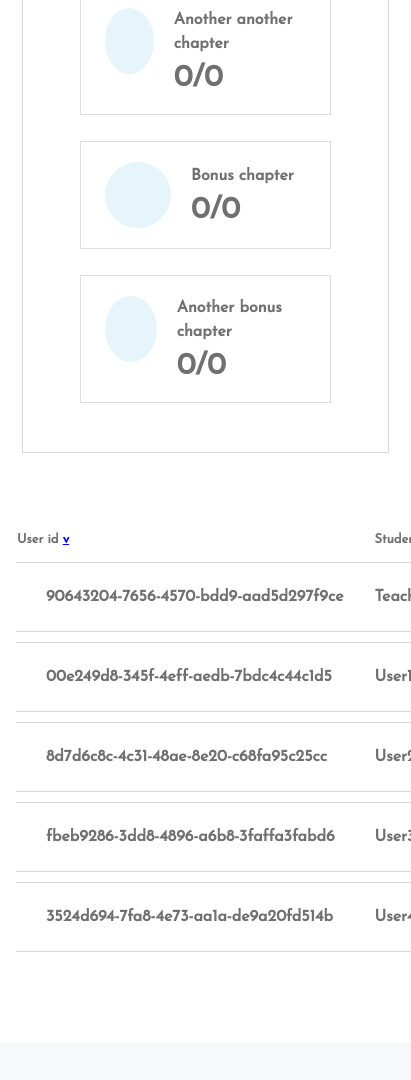 Another another
chapter
0/0
Bonus chapter
0/0
Another bonus
chapter
0/0
User id v Studen
90643204-7656-4570-bdd9-aad5d297f9ce Teach
00e249d8-345f-4eff-aedb-7bdc4c44c1d5 User1
8d7d6c8c-4c31-48ae-8e20-c68fa95c25cc User2
fbeb9286-3dd8-4896-a6b8-3faffa3fabd6 User3
3524d694-7fa8-4e73-aa1a-de9a20fd514b User4